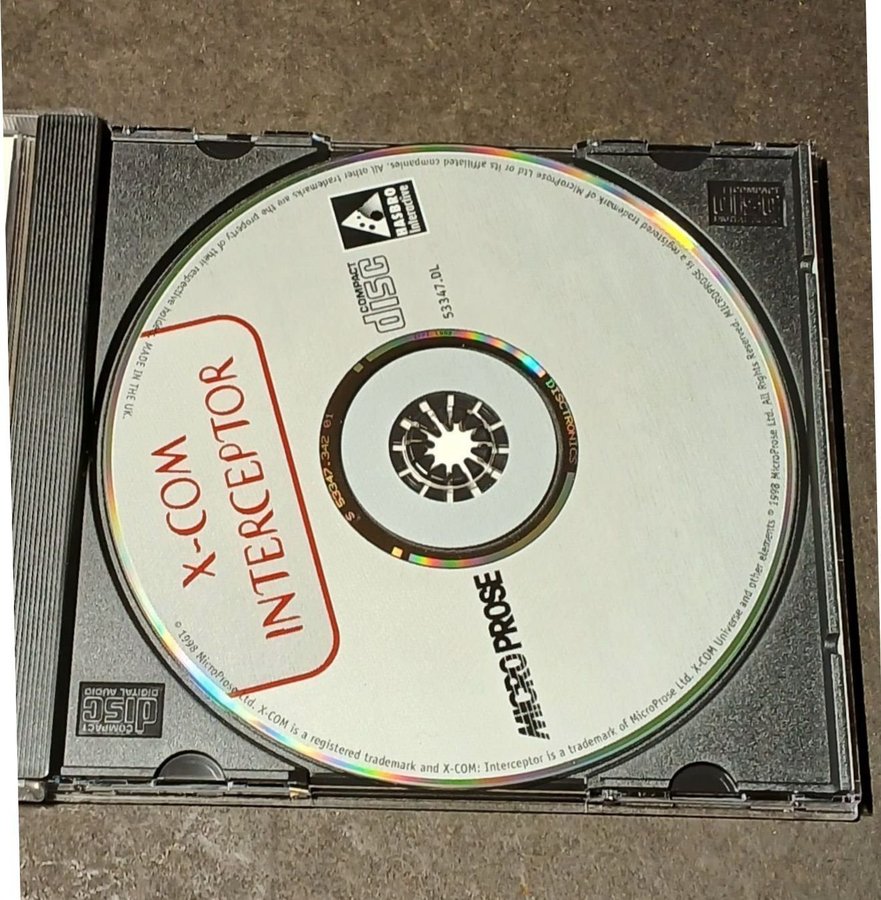 X-COM
INTERCEPTOR
COMPACT
disc
HASBRO
Interactive
53347.DL
MICROPROSE
© 1998 MicroProse Ltd. X-COM is a registered trademark and X-COM: Interceptor is a trademark of MicroProse Ltd. X-COM Universe and other elements © 1998 MicroProse Ltd. All Rights Reserved. MICROPROSE is a registered trademark of MicroProse Ltd or its affiliated companies. All other trademarks are the property of their respective holders. MADE IN THE UK.
S 53347.342 01
DISCTRONICS
COMPACT
disc
DIGITAL AUDIO
COMPACT
disc